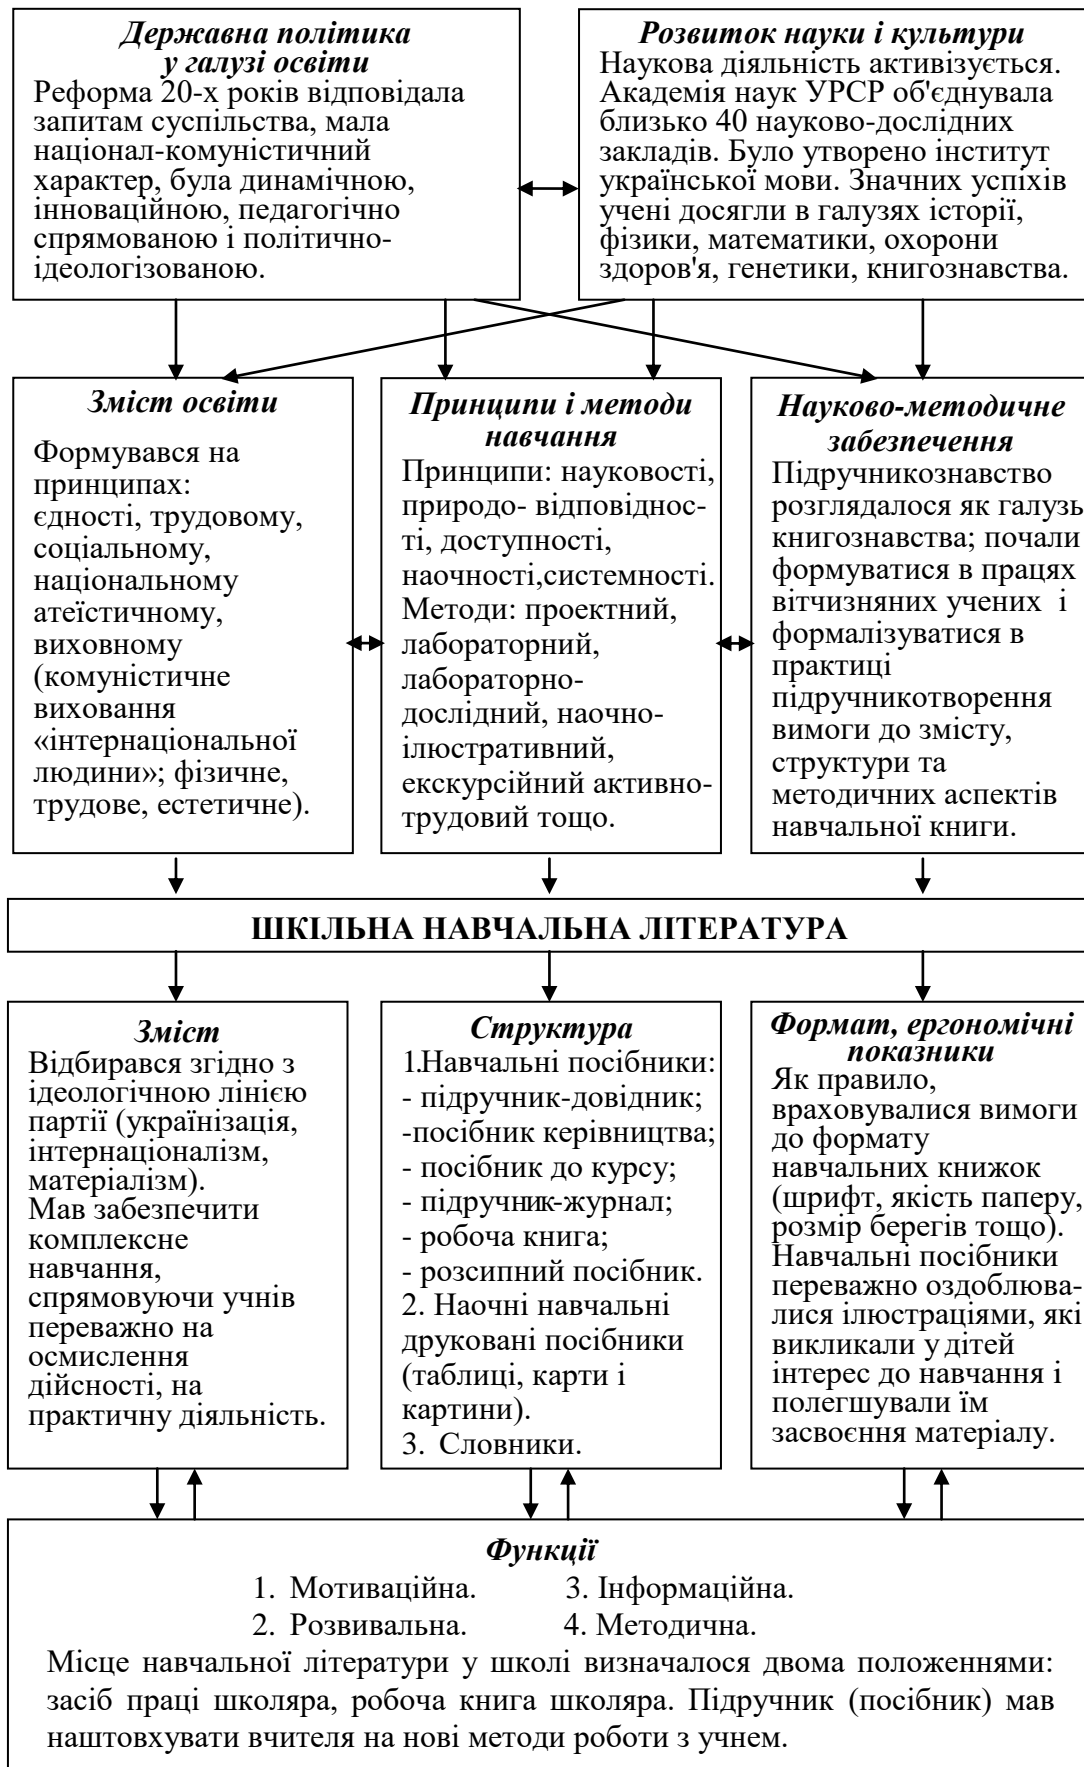 Державна політика
у галузі освіти
Реформа 20-х років відповідала
запитам суспільства, мала
націонал-комуністичний
характер, була динамічною,
інноваційною, педагогічно
спрямованою і політично-
ідеологізованою.
Розвиток науки і культури
Наукова діяльність активізується.
Академія наук УРСР об'єднувала
близько 40 науково-дослідних
закладів. Було утворено інститут
української мови. Значних успіхів
учені досягли в галузях історії,
фізики, математики, охорони
здоров'я, генетики, книгознавства.
Зміст освіти
Формувався на
принципах:
єдності, трудовому,
соціальному,
національному
атеїстичному,
виховному
(комуністичне
виховання
«інтернаціональної
людини»; фізичне,
трудове, естетичне).
Принципи і методи
навчання
Принципи: науковості,
природо- відповіднос-
ті, доступності,
наочності,системності.
Методи: проектний,
лабораторний,
лабораторно-
дослідний, наочно-
ілюстративний,
екскурсійний активно-
трудовий тощо.
Науково-методичне
забезпечення
Підручникознавство
розглядалося як галузь
книгознавства; почали
формуватися в працях
вітчизняних учених і
формалізуватися в
практиці
підручникотворення
вимоги до змісту,
структури та
методичних аспектів
навчальної книги.
ШКІЛЬНА НАВЧАЛЬНА ЛІТЕРАТУРА
Зміст
Відбирався згідно з
ідеологічною лінією
партії (українізація,
інтернаціоналізм,
матеріалізм).
Мав забезпечити
комплексне
навчання,
спрямовуючи учнів
переважно на
осмислення
дійсності, на
практичну діяльність.
Структура
1.Навчальні посібники:
- підручник-довідник;
-посібник керівництва;
- посібник до курсу;
- підручник-журнал;
- робоча книга;
- розсипний посібник.
2. Наочні навчальні
друковані посібники
(таблиці, карти і
картини).
3. Словники.
Формат, ергономічні
показники
Як правило,
враховувалися вимоги
до формату
навчальних книжок
(шрифт, якість паперу,
розмір берегів тощо).
Навчальні посібники
переважно оздоблюва-
лися ілюстраціями, які
викликали у дітей
інтерес до навчання і
полегшували їм
засвоєння матеріалу.
Функції
1. Мотиваційна. 3. Інформаційна.
2. Розвивальна. 4. Методична.
Місце навчальної літератури у школі визначалося двома положеннями:
засіб праці школяра, робоча книга школяра. Підручник (посібник) мав
наштовхувати вчителя на нові методи роботи з учнем.